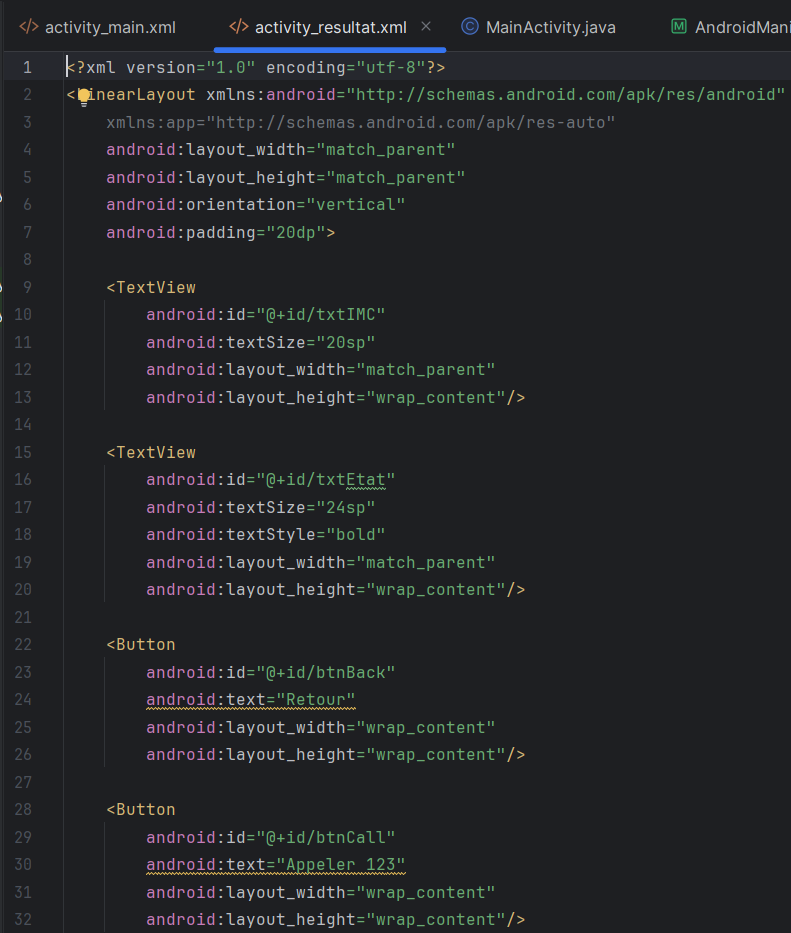 activity_main.xml
activity_resultat.xml
MainActivity.java
AndroidMani
1 <?xml version="1.0" encoding="utf-8"?>
2 <LinearLayout xmlns:android="http://schemas.android.com/apk/res/android"
3     xmlns:app="http://schemas.android.com/apk/res-auto"
4     android:layout_width="match_parent"
5     android:layout_height="match_parent"
6     android:orientation="vertical"
7     android:padding="20dp">
8
9     <TextView
10         android:id="@+id/txtIMC"
11         android:textSize="20sp"
12         android:layout_width="match_parent"
13         android:layout_height="wrap_content"/>
14
15     <TextView
16         android:id="@+id/txtEtat"
17         android:textSize="24sp"
18         android:textStyle="bold"
19         android:layout_width="match_parent"
20         android:layout_height="wrap_content"/>
21
22     <Button
23         android:id="@+id/btnBack"
24         android:text="Retour"
25         android:layout_width="wrap_content"
26         android:layout_height="wrap_content"/>
27
28     <Button
29         android:id="@+id/btnCall"
30         android:text="Appeler 123"
31         android:layout_width="wrap_content"
32         android:layout_height="wrap_content"/>